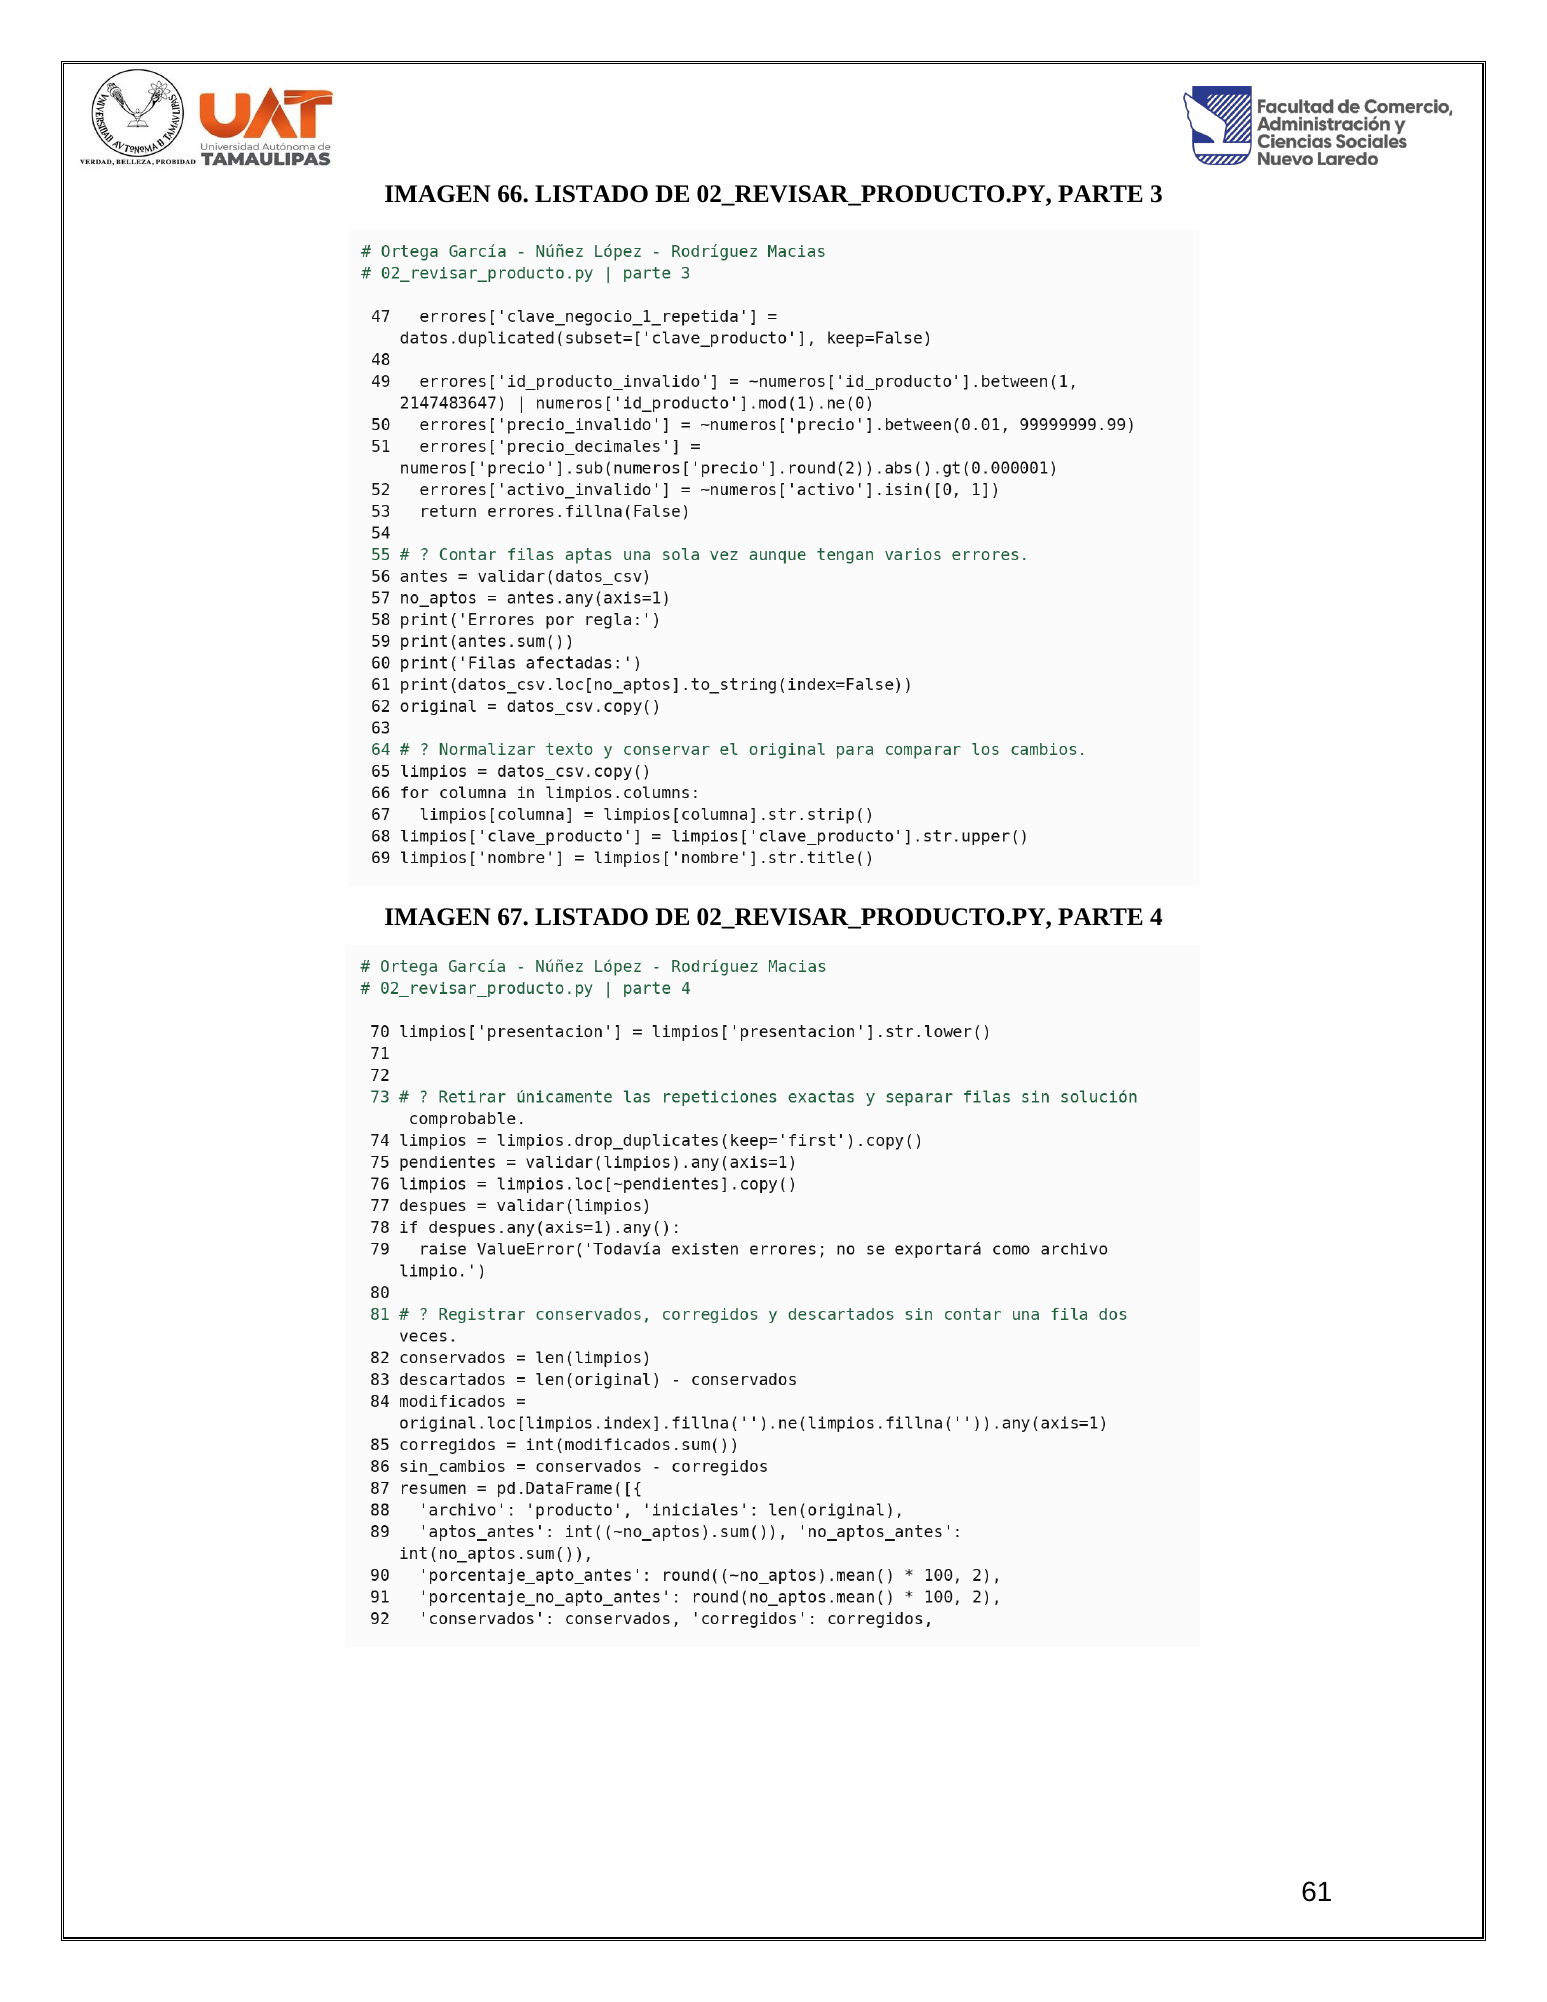 UNIVERSIDAD AUTONOMA DE TAMAULIPAS
VERDAD, BELLEZA, PROBIDAD
UAT
Universidad Autónoma de
TAMAULIPAS
Facultad de Comercio,
Administración y
Ciencias Sociales
Nuevo Laredo
IMAGEN 66. LISTADO DE 02_REVISAR_PRODUCTO.PY, PARTE 3
# Ortega García - Núñez López - Rodríguez Macias
# 02_revisar_producto.py | parte 3
47   errores['clave_negocio_1_repetida'] =
datos.duplicated(subset=['clave_producto'], keep=False)
48
49   errores['id_producto_invalido'] = ~numeros['id_producto'].between(1,
2147483647) | numeros['id_producto'].mod(1).ne(0)
50   errores['precio_invalido'] = ~numeros['precio'].between(0.01, 99999999.99)
51   errores['precio_decimales'] =
numeros['precio'].sub(numeros['precio'].round(2)).abs().gt(0.000001)
52   errores['activo_invalido'] = ~numeros['activo'].isin([0, 1])
53   return errores.fillna(False)
54
55 # ? Contar filas aptas una sola vez aunque tengan varios errores.
56 antes = validar(datos_csv)
57 no_aptos = antes.any(axis=1)
58 print('Errores por regla:')
59 print(antes.sum())
60 print('Filas afectadas:')
61 print(datos_csv.loc[no_aptos].to_string(index=False))
62 original = datos_csv.copy()
63
64 # ? Normalizar texto y conservar el original para comparar los cambios.
65 limpios = datos_csv.copy()
66 for columna in limpios.columns:
67   limpios[columna] = limpios[columna].str.strip()
68 limpios['clave_producto'] = limpios['clave_producto'].str.upper()
69 limpios['nombre'] = limpios['nombre'].str.title()
IMAGEN 67. LISTADO DE 02_REVISAR_PRODUCTO.PY, PARTE 4
# Ortega García - Núñez López - Rodríguez Macias
# 02_revisar_producto.py | parte 4
70 limpios['presentacion'] = limpios['presentacion'].str.lower()
71
72
73 # ? Retirar únicamente las repeticiones exactas y separar filas sin solución
comprobable.
74 limpios = limpios.drop_duplicates(keep='first').copy()
75 pendientes = validar(limpios).any(axis=1)
76 limpios = limpios.loc[~pendientes].copy()
77 despues = validar(limpios)
78 if despues.any(axis=1).any():
79   raise ValueError('Todavía existen errores; no se exportará como archivo
limpio.')
80
81 # ? Registrar conservados, corregidos y descartados sin contar una fila dos
veces.
82 conservados = len(limpios)
83 descartados = len(original) - conservados
84 modificados =
original.loc[limpios.index].fillna('').ne(limpios.fillna('')).any(axis=1)
85 corregidos = int(modificados.sum())
86 sin_cambios = conservados - corregidos
87 resumen = pd.DataFrame([{
88   'archivo': 'producto', 'iniciales': len(original),
89   'aptos_antes': int((~no_aptos).sum()), 'no_aptos_antes':
int(no_aptos.sum()),
90   'porcentaje_apto_antes': round((~no_aptos).mean() * 100, 2),
91   'porcentaje_no_apto_antes': round(no_aptos.mean() * 100, 2),
92   'conservados': conservados, 'corregidos': corregidos,
61